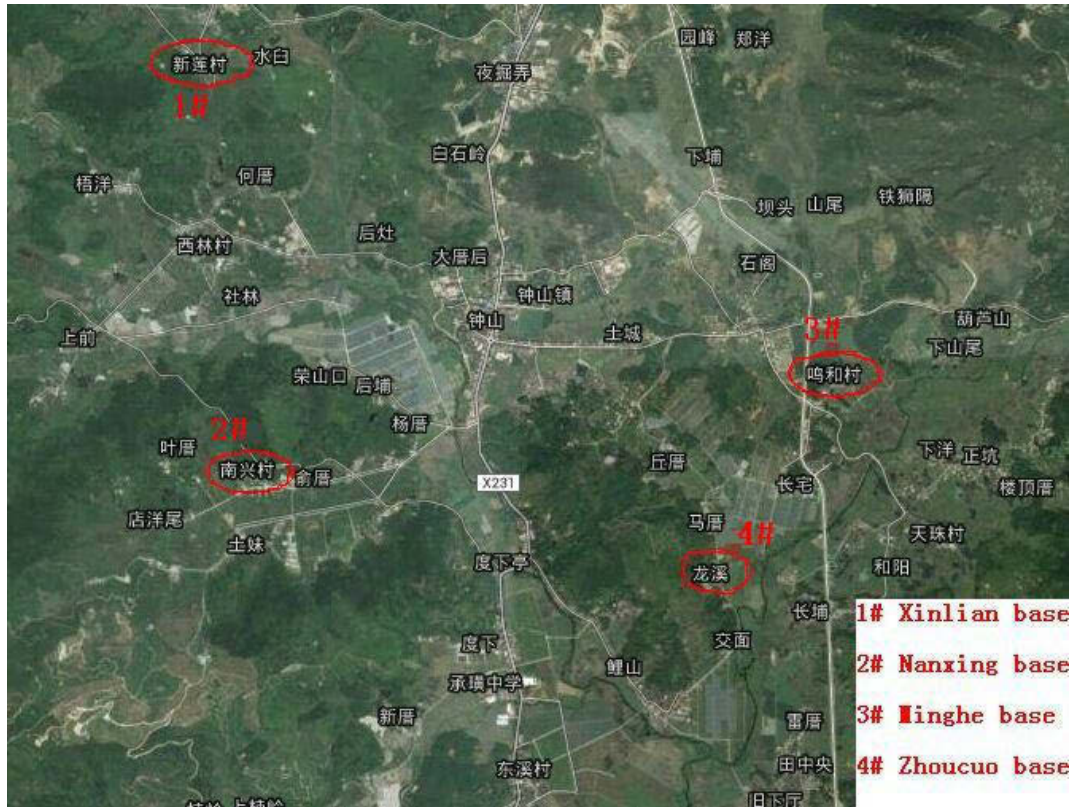 园峰 郑洋
水臼
新莲村
夜掘弄
1#
白石岭
下埔
何厝
梧洋
坝头
山尾
铁狮隔
后灶
西林村
大厝后
石阁
社林
钟山镇
钟山
土城
葫芦山
上前
3#
下山尾
荣山口
后埔
鸣和村
杨厝
2#
叶厝
下洋
正坑
南兴村
俞厝
丘厝
X231
长宅
楼顶厝
店洋尾
马厝
4#
土妹
天珠村
度下亭
龙溪
和阳
长埔
1# Xinlian base
度下
交面
鲤山
2# Nanxing base
承璜中学
新厝
3# Minghe base
雷厝
东溪村
田中央
4# Zhoucuo base
旧下厅